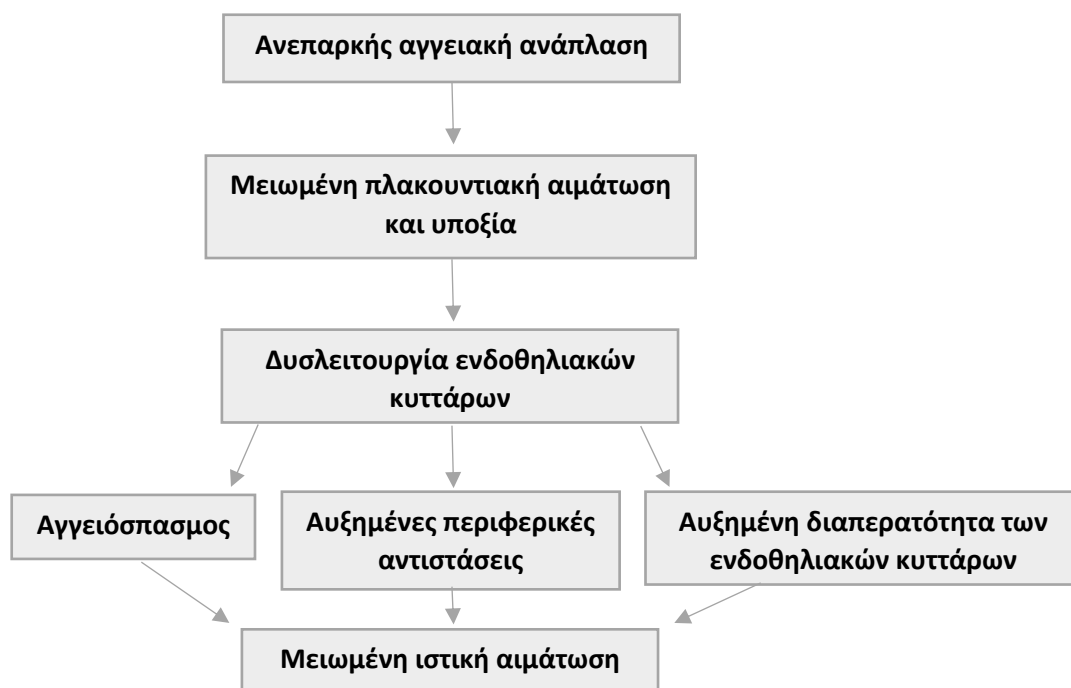 Ανεπαρκής αγγειακή ανάπλαση
Μειωμένη πλακουντιακή αιμάτωση
και υποξία
Δυσλειτουργία ενδοθηλιακών
κυττάρων
Αγγειόσπασμος
Αυξημένες περιφερικές
αντιστάσεις
Αυξημένη διαπερατότητα των
ενδοθηλιακών κυττάρων
Μειωμένη ιστική αιμάτωση